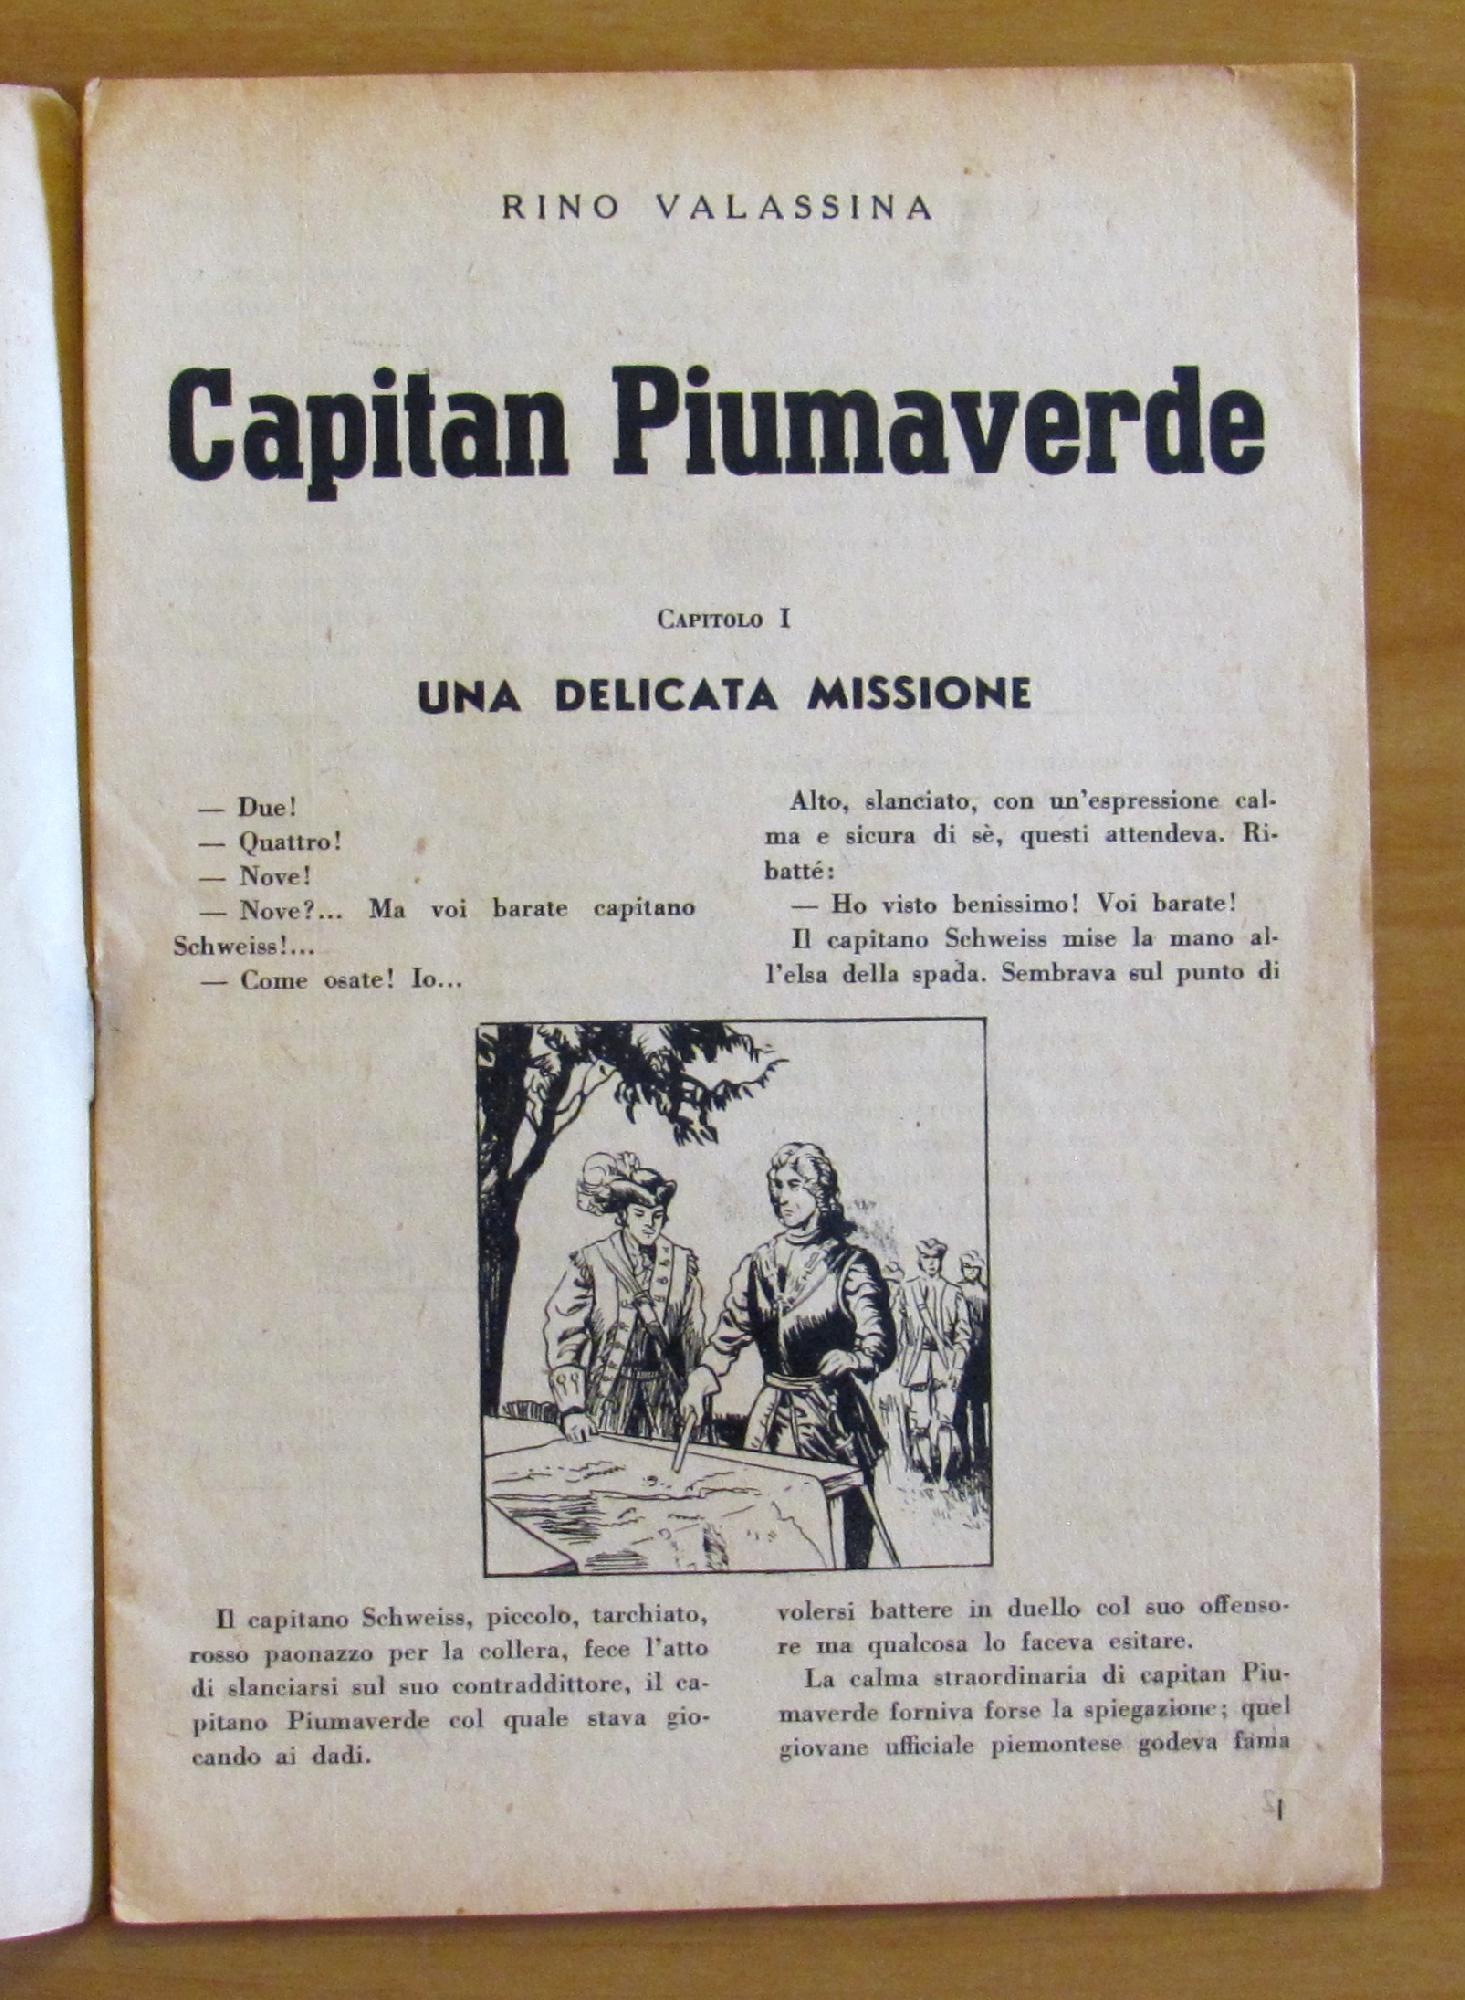 RINO VALASSINA
Capitan Piumaverde
CAPITOLO I
UNA DELICATA MISSIONE
— Due!
— Quattro!
— Nove!
— Nove?... Ma voi barate capitano
Schweiss!...
— Come osate! Io...
Il capitano Schweiss, piccolo, tarchiato,
rosso paonazzo per la collera, fece l'atto
di slanciarsi sul suo contraddittore, il ca-
pitano Piumaverde col quale stava gio-
cando ai dadi.
Alto, slanciato, con un'espressione cal-
ma e sicura di sè, questi attendeva. Ri-
batté:
— Ho visto benissimo! Voi barate!
Il capitano Schweiss mise la mano al-
l'elsa della spada. Sembrava sul punto di
volersi battere in duello col suo offenso-
re ma qualcosa lo faceva esitare.
La calma straordinaria di capitan Piu-
maverde forniva forse la spiegazione; quel
giovane ufficiale piemontese godeva fama
1